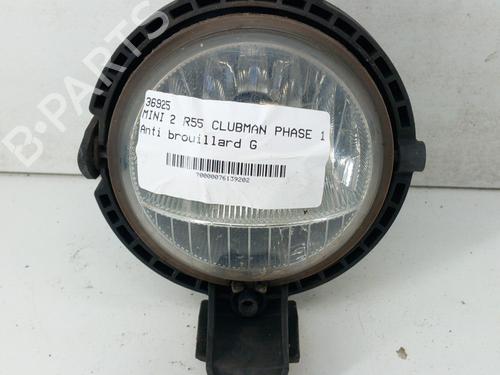 36925
MINI 2 R55 CLUBMAN PHASE 1
Anti brouillard G
70000076139202
B-PARTS